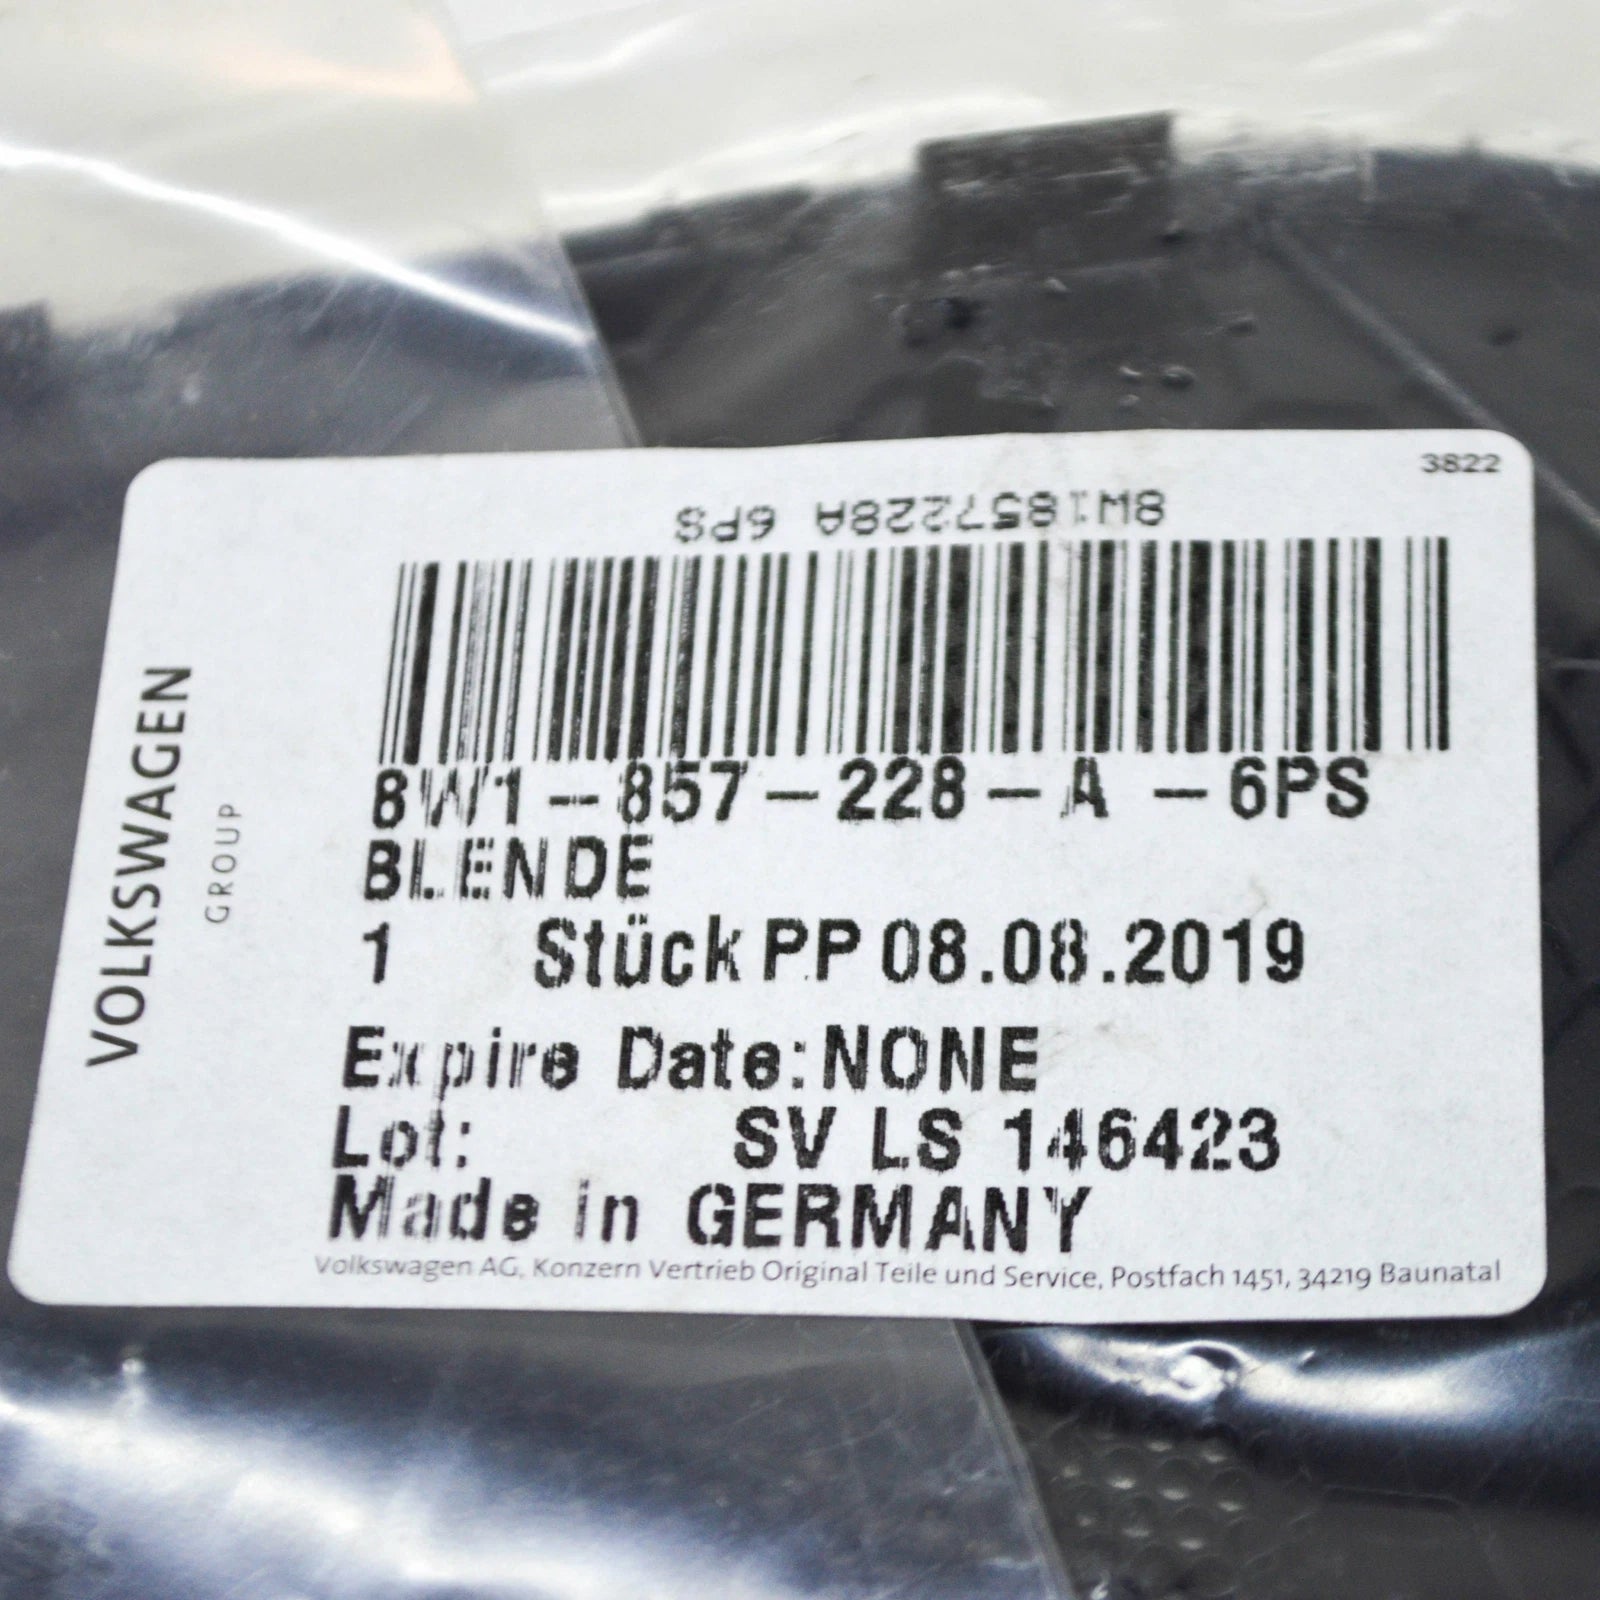 3822
8W1857228A 6PS
8W1-857-228-A -6PS
BLENDE
1 Stück PP 08.08.2019
Expire Date:NONE
Lot: SV LS 146423
Made in GERMANY
Volkswagen AG, Konzern Vertrieb Original Teile und Service, Postfach 1451, 34219 Baunatal
VOLKSWAGEN
GROUP